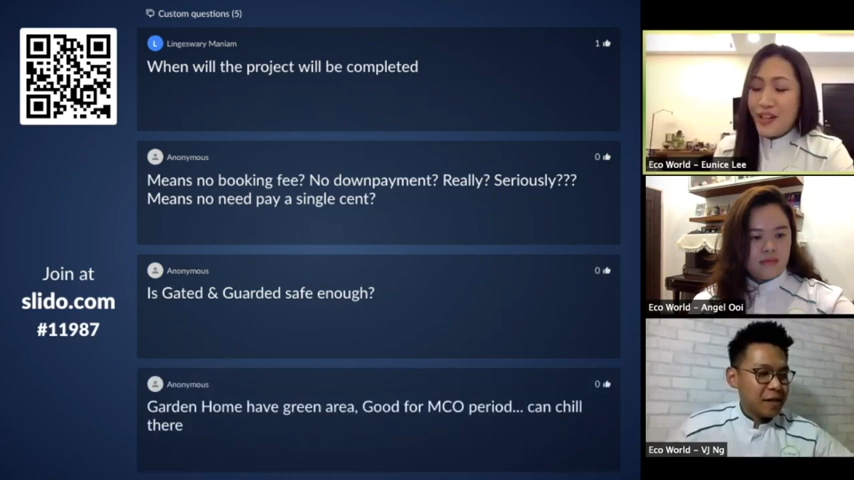 Custom questions (5)
L
Lingeswary Maniam
1
When will the project will be completed
Anonymous
0
Means no booking fee? No downpayment? Really? Seriously???
Means no need pay a single cent?
Anonymous
0
Is Gated & Guarded safe enough?
Anonymous
0
Garden Home have green area, Good for MCO period... can chill
there
Join at
slido.com
#11987
Eco World – Eunice Lee
Eco World – Angel Ooi
Eco World – VJ Ng